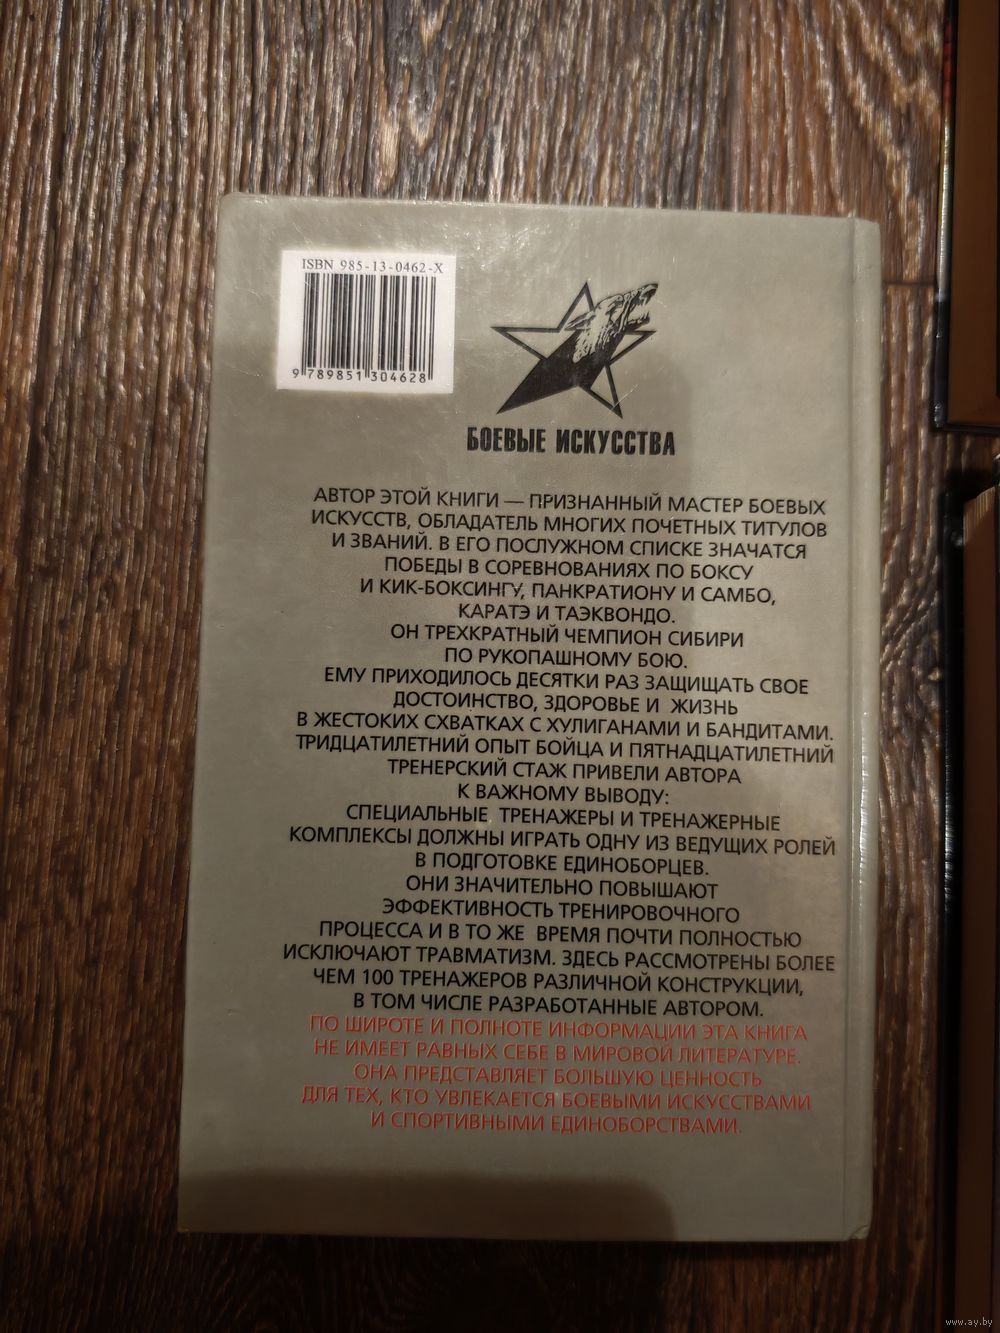 ISBN 985-13-0462-X
9 789851 304628
БОЕВЫЕ ИСКУССТВА
АВТОР ЭТОЙ КНИГИ — ПРИЗНАННЫЙ МАСТЕР БОЕВЫХ
ИСКУССТВ, ОБЛАДАТЕЛЬ МНОГИХ ПОЧЕТНЫХ ТИТУЛОВ
И ЗВАНИЙ. В ЕГО ПОСЛУЖНОМ СПИСКЕ ЗНАЧАТСЯ
ПОБЕДЫ В СОРЕВНОВАНИЯХ ПО БОКСУ
И КИК-БОКСИНГУ, ПАНКРАТИОНУ И САМБО,
КАРАТЭ И ТАЭКВОНДО.
ОН ТРЕХКРАТНЫЙ ЧЕМПИОН СИБИРИ
ПО РУКОПАШНОМУ БОЮ.
ЕМУ ПРИХОДИЛОСЬ ДЕСЯТКИ РАЗ ЗАЩИЩАТЬ СВОЕ
ДОСТОИНСТВО, ЗДОРОВЬЕ И ЖИЗНЬ
В ЖЕСТОКИХ СХВАТКАХ С ХУЛИГАНАМИ И БАНДИТАМИ.
ТРИДЦАТИЛЕТНИЙ ОПЫТ БОЙЦА И ПЯТНАДЦАТИЛЕТНИЙ
ТРЕНЕРСКИЙ СТАЖ ПРИВЕЛИ АВТОРА
К ВАЖНОМУ ВЫВОДУ:
СПЕЦИАЛЬНЫЕ ТРЕНАЖЕРЫ И ТРЕНАЖЕРНЫЕ
КОМПЛЕКСЫ ДОЛЖНЫ ИГРАТЬ ОДНУ ИЗ ВЕДУЩИХ РОЛЕЙ
В ПОДГОТОВКЕ ЕДИНОБОРЦЕВ.
ОНИ ЗНАЧИТЕЛЬНО ПОВЫШАЮТ
ЭФФЕКТИВНОСТЬ ТРЕНИРОВОЧНОГО
ПРОЦЕССА И В ТО ЖЕ ВРЕМЯ ПОЧТИ ПОЛНОСТЬЮ
ИСКЛЮЧАЮТ ТРАВМАТИЗМ. ЗДЕСЬ РАССМОТРЕНЫ БОЛЕЕ
ЧЕМ 100 ТРЕНАЖЕРОВ РАЗЛИЧНОЙ КОНСТРУКЦИИ,
В ТОМ ЧИСЛЕ РАЗРАБОТАННЫЕ АВТОРОМ.
ПО ШИРОТЕ И ПОЛНОТЕ ИНФОРМАЦИИ ЭТА КНИГА
НЕ ИМЕЕТ РАВНЫХ СЕБЕ В МИРОВОЙ ЛИТЕРАТУРЕ.
ОНА ПРЕДСТАВЛЯЕТ БОЛЬШУЮ ЦЕННОСТЬ
ДЛЯ ТЕХ, КТО УВЛЕКАЕТСЯ БОЕВЫМИ ИСКУССТВАМИ
И СПОРТИВНЫМИ ЕДИНОБОРСТВАМИ.
www.ay.by